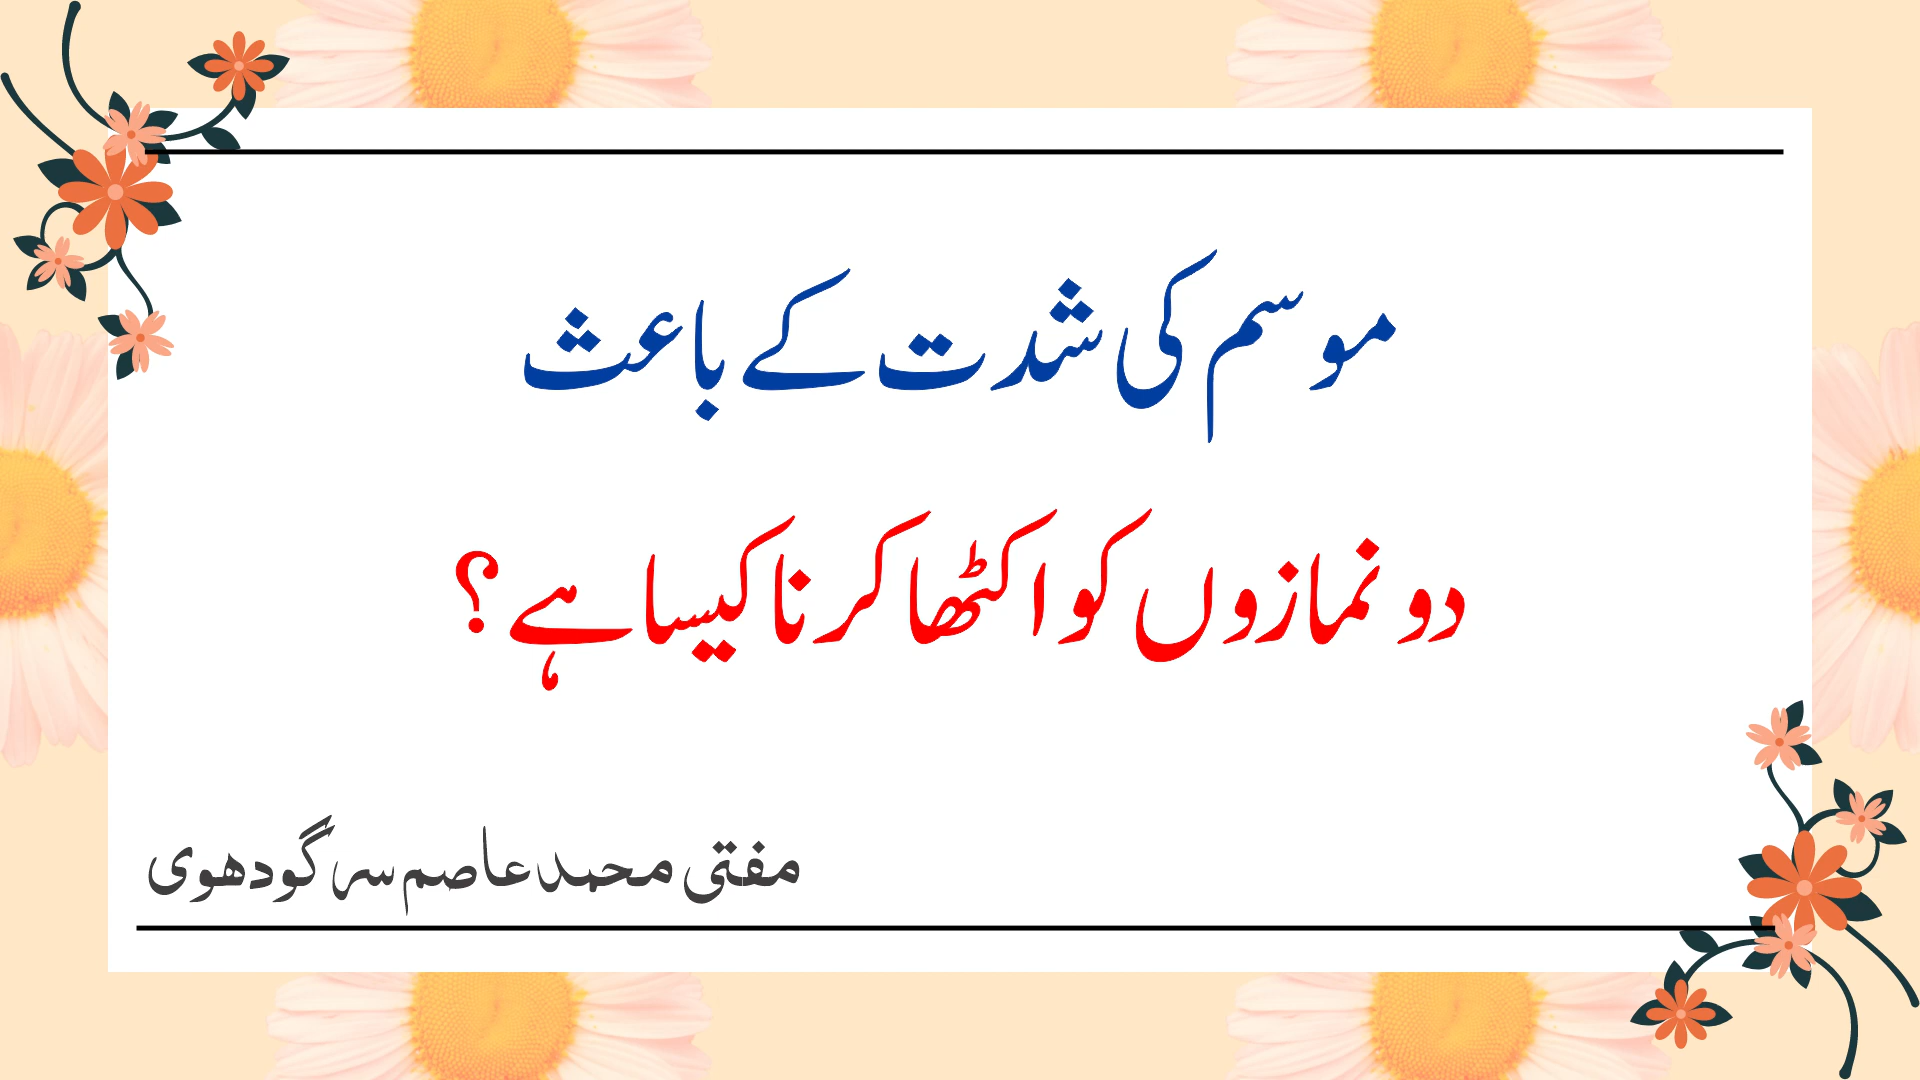 موسم کی شدت کے باعث
دو نمازوں کو اکٹھا کرنا کیسا ہے؟
مفتی محمد عاصم سرگودھوی